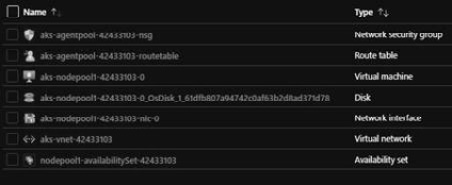 Name ↑↓ Type ↑↓
aks-agentpool-42433103-nsg Network security group
aks-agentpool-42433103-routetable Route table
aks-nodepool1-42433103-0 Virtual machine
aks-nodepool1-42433103-0_OsDisk_1_61dfb807a94742c0af63b2d8ad371d78 Disk
aks-nodepool1-42433103-nic-0 Network interface
aks-vnet-42433103 Virtual network
nodepool1-availabilitySet-42433103 Availability set